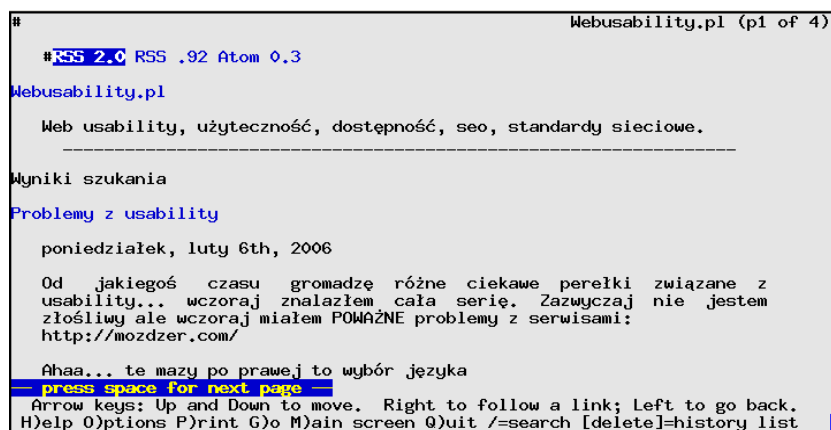 # Webusability.pl (p1 of 4)
#RSS 2.0 RSS .92 Atom 0.3
Webusability.pl
Web usability, użyteczność, dostępność, seo, standardy sieciowe.
Wyniki szukania
Problemy z usability
poniedziałek, luty 6th, 2006
Od jakiegoś czasu gromadzę różne ciekawe perełki związane z
usability... wczoraj znalazłem cała serię. Zazwyczaj nie jestem
złośliwy ale wczoraj miałem POWAŻNE problemy z serwisami:
http://mozdzer.com/
Ahaa... te mazy po prawej to wybór języka
— press space for next page —
Arrow keys: Up and Down to move. Right to follow a link; Left to go back.
H)elp O)ptions P)rint G)o M)ain screen Q)uit /=search [delete]=history list